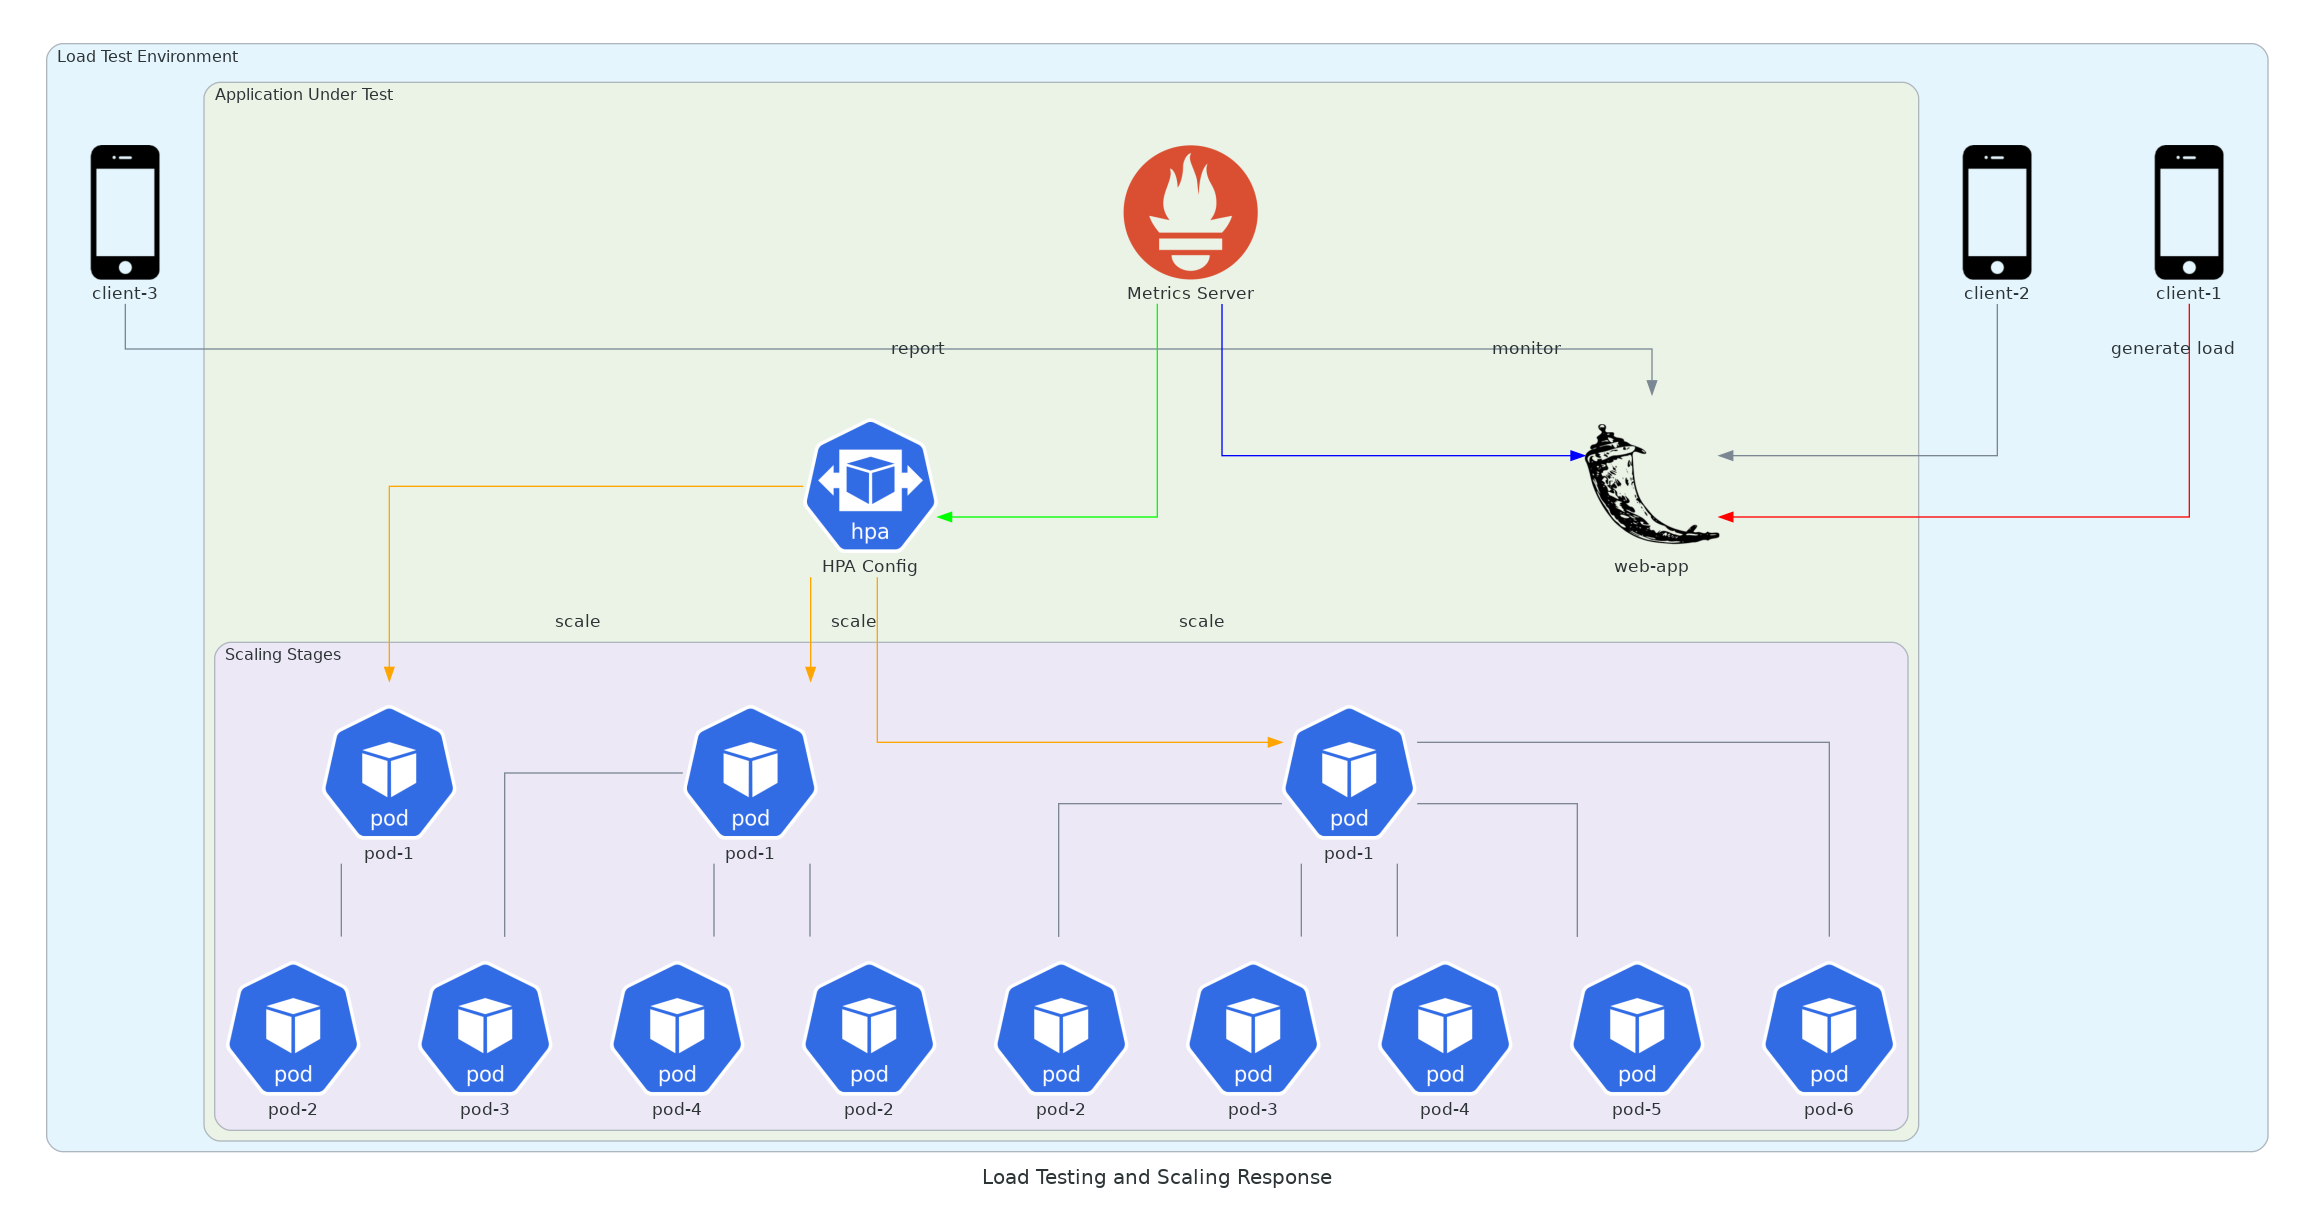 Load Test Environment
Application Under Test
client-3
Metrics Server
client-2
client-1
report
monitor
generate load
hpa
HPA Config
web-app
scale
scale
scale
Scaling Stages
pod
pod
pod
pod-1
pod-1
pod-1
pod
pod
pod
pod
pod
pod
pod
pod
pod
pod-2
pod-3
pod-4
pod-2
pod-2
pod-3
pod-4
pod-5
pod-6
Load Testing and Scaling Response